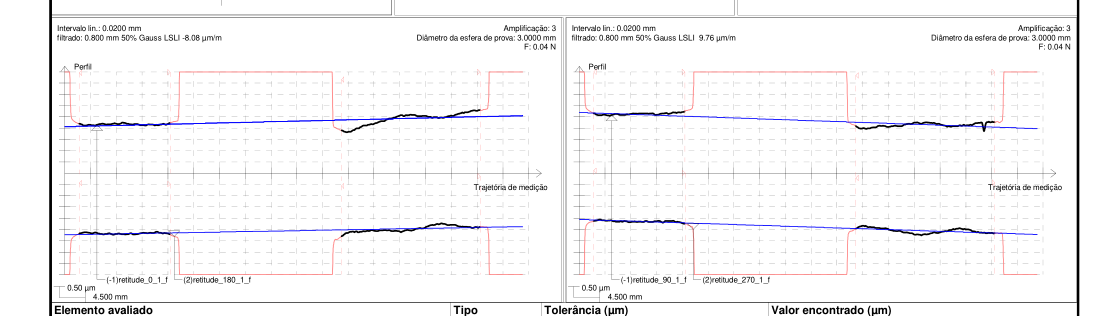 Intervalo lin.: 0.0200 mm
filtrado: 0.800 mm 50% Gauss LSLI -8.08 µm/m
Amplificação: 3
Diâmetro da esfera de prova: 3.0000 mm
F: 0.04 N
Perfil
Trajetória de medição
(-1)retitude_0_1_f
(2)retitude_180_1_f
0.50 µm
4.500 mm
Intervalo lin.: 0.0200 mm
filtrado: 0.800 mm 50% Gauss LSLI 9.76 µm/m
Amplificação: 3
Diâmetro da esfera de prova: 3.0000 mm
F: 0.04 N
Perfil
Trajetória de medição
(-1)retitude_90_1_f
(2)retitude_270_1_f
0.50 µm
4.500 mm
Elemento avaliado Tipo Tolerância (µm) Valor encontrado (µm)